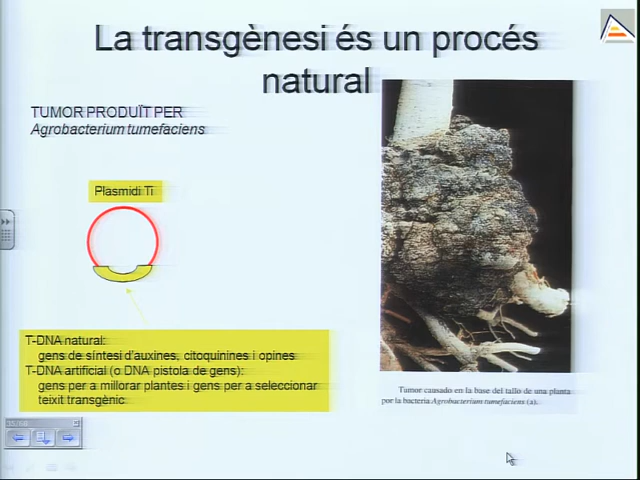 La transgènesi és un procés
natural
TUMOR PRODUÏT PER
Agrobacterium tumefaciens
Plasmidi Ti
T-DNA natural:
gens de síntesi d'auxines, citoquinines i opines
T-DNA artificial (o DNA pistola de gens):
gens per a millorar plantes i gens per a seleccionar
teixit transgènic
Tumor causado en la base del tallo de una planta
por la bacteria Agrobacterium tumefaciens (a).